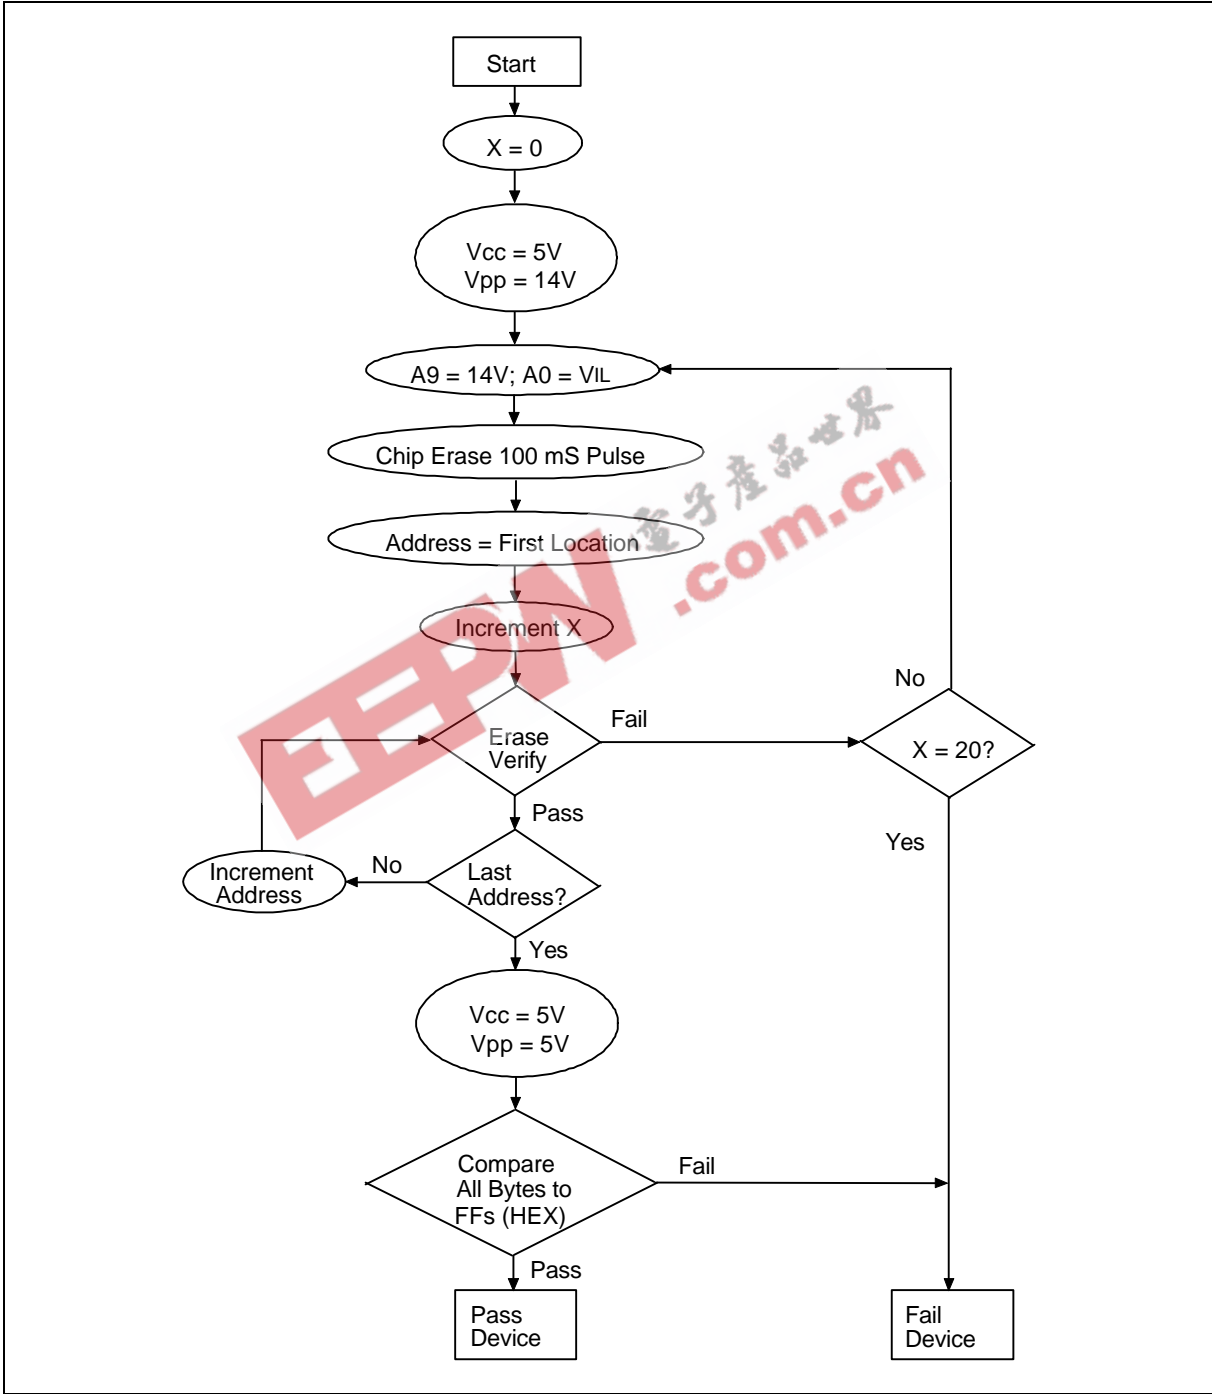 Start
X = 0
Vcc = 5V
Vpp = 14V
A9 = 14V; A0 = VIL
Chip Erase 100 mS Pulse
Address = First Location
Increment X
Erase
Verify
Fail
X = 20?
No
Yes
Pass
Last
Address?
No
Increment
Address
Yes
Vcc = 5V
Vpp = 5V
Compare
All Bytes to
FFs (HEX)
Fail
Pass
Pass
Device
Fail
Device
EEPW
電子產品世界
.com.cn